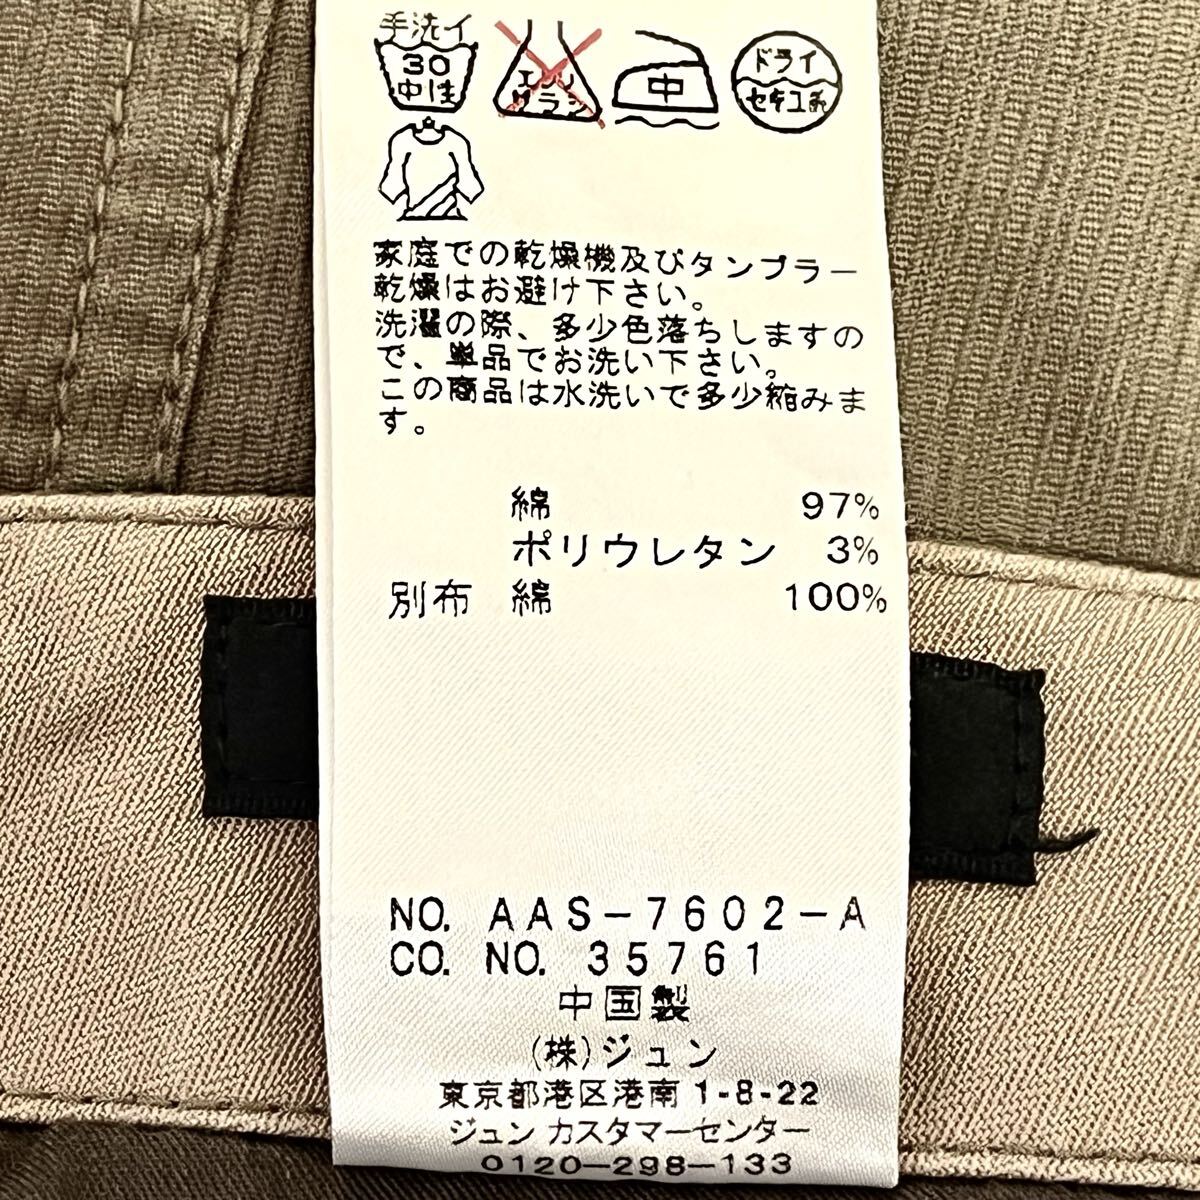 手洗イ
30
中性
エンソ
サラシ
中
ドライ
セキユ系
家庭での乾燥機及びタンブラー
乾燥はお避け下さい。
洗濯の際、多少色落ちしますの
で、単品でお洗い下さい。
この商品は水洗いで多少縮みま
す。
綿 97%
ポリウレタン 3%
別布 綿 100%
NO. AAS-7602-A
CO. NO. 35761
中国製
(株)ジュン
東京都港区港南 1-8-22
ジュン カスタマーセンター
0120-298-133